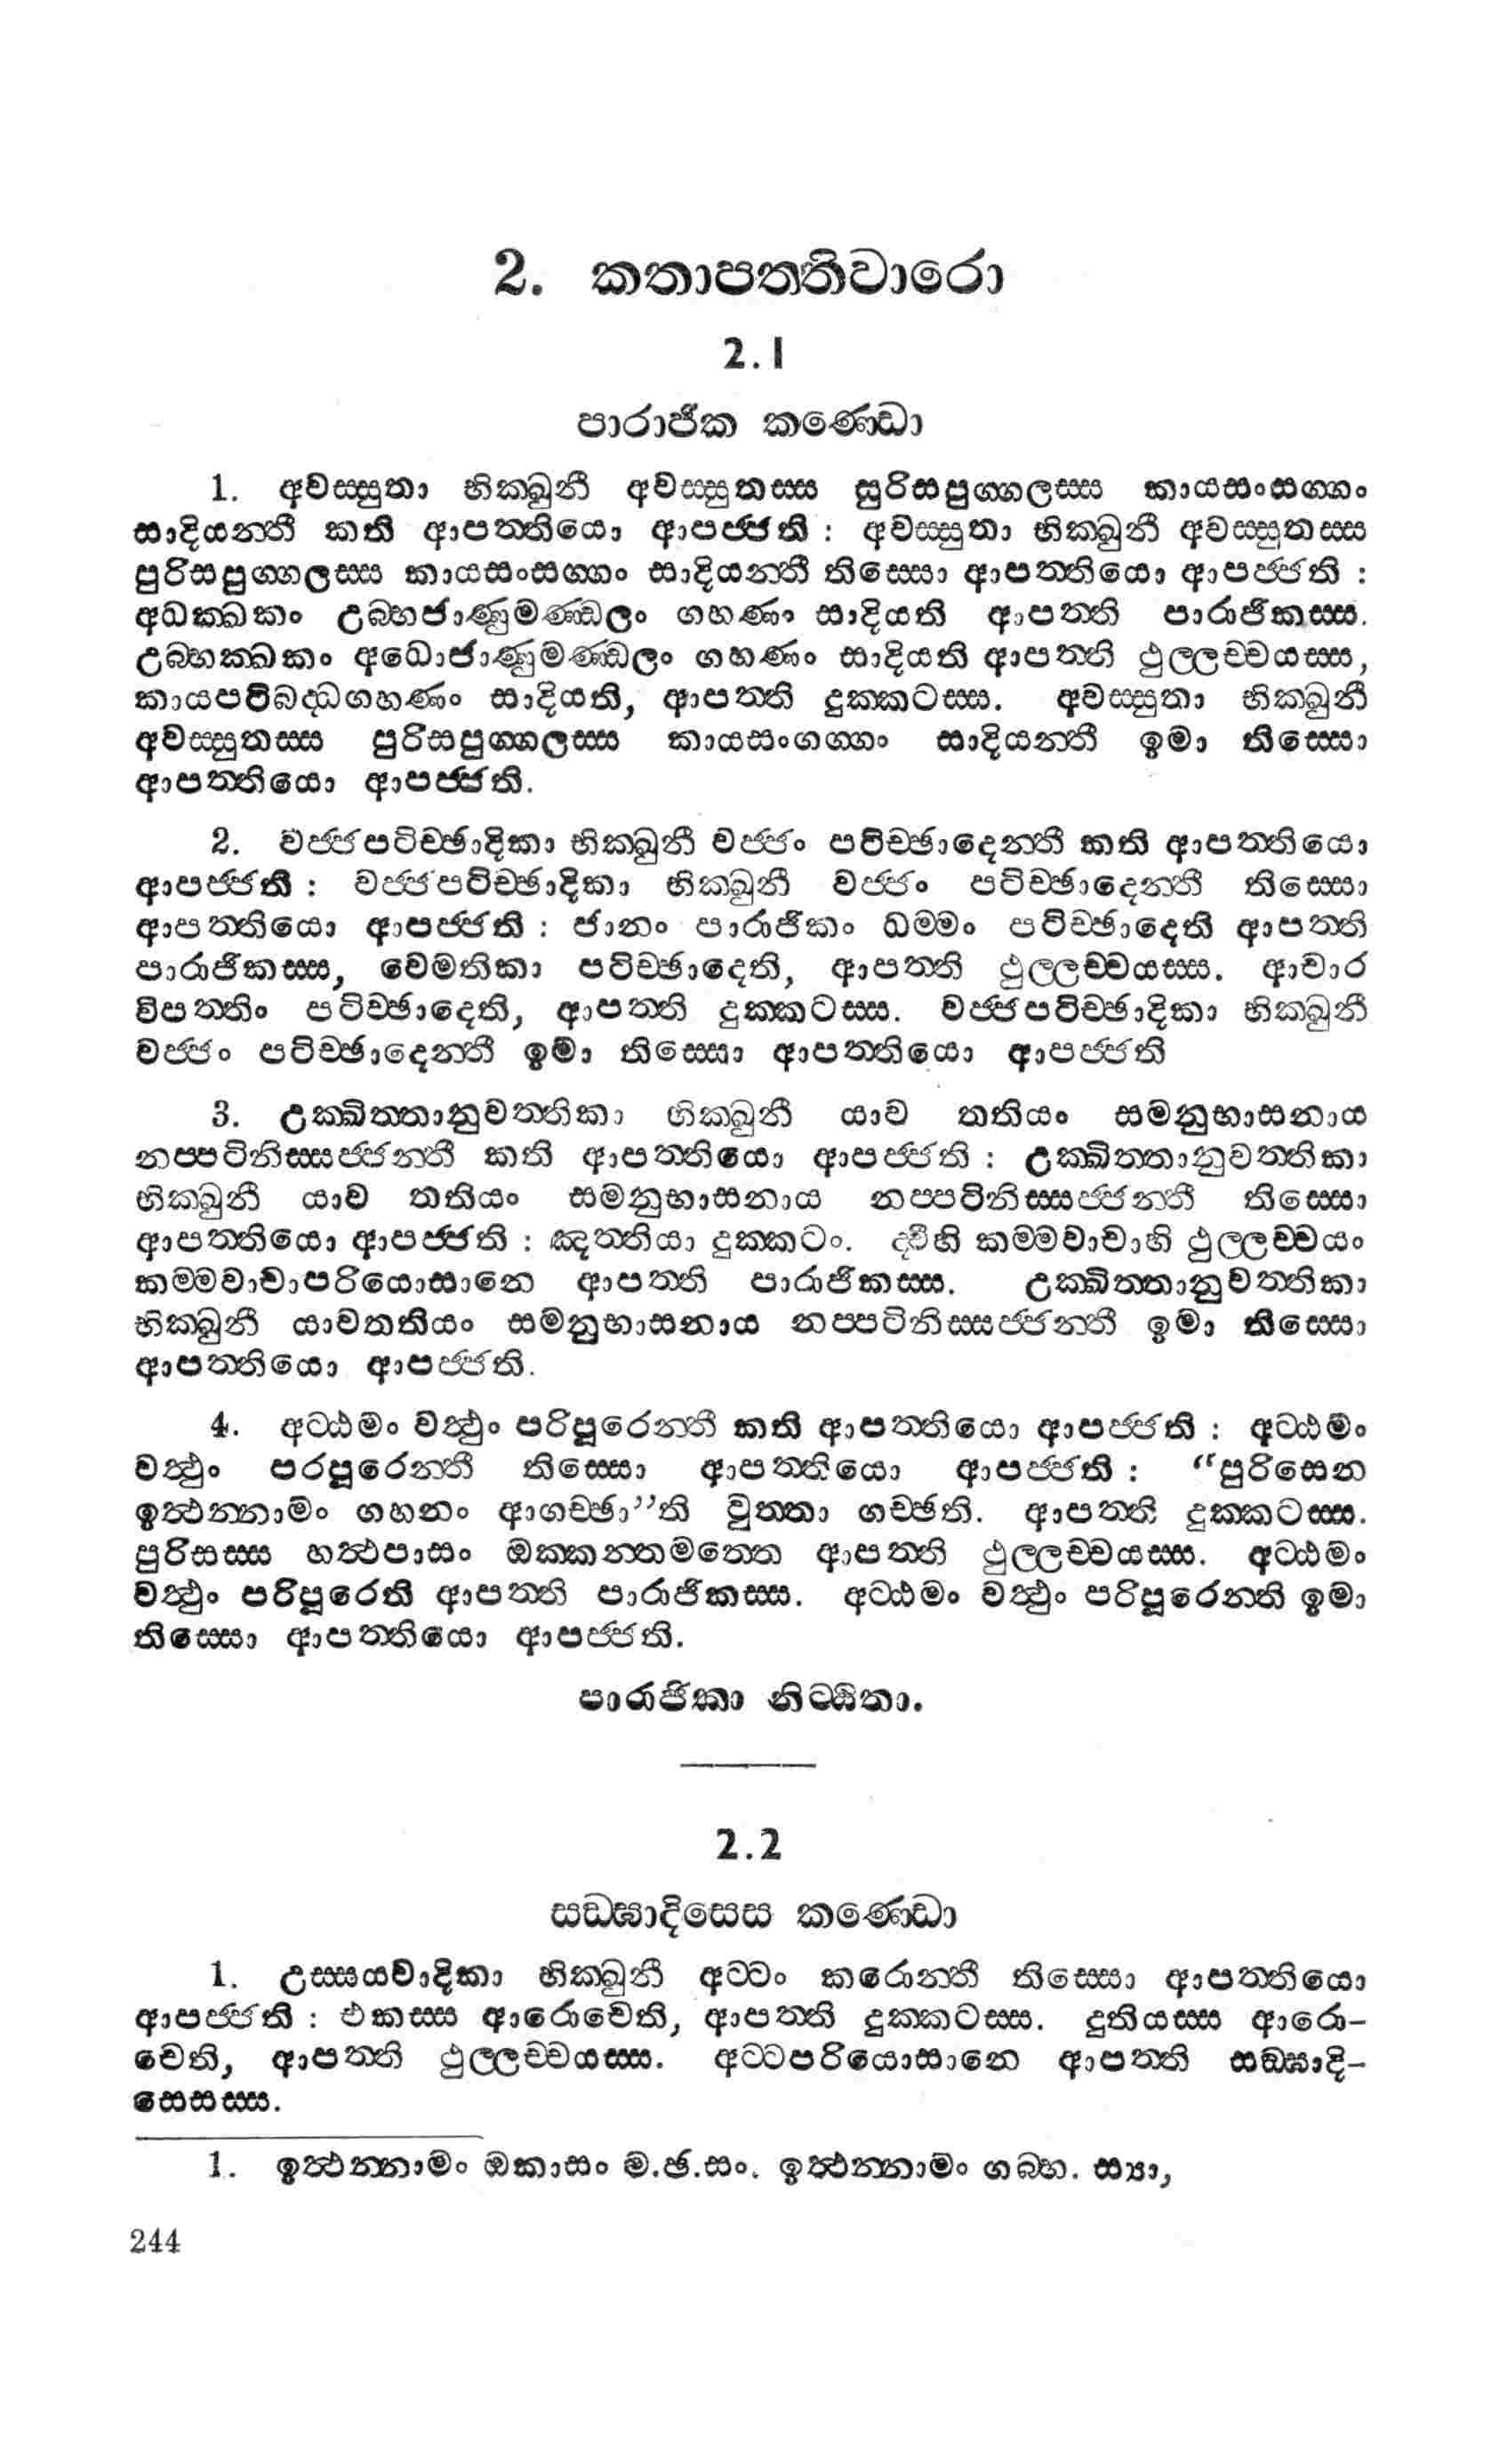 2. කතාපත්තිවාරො
2.1
පාරාජික කණ්ඩො
1. අවස්සුතා භික්ඛුනී අවස්සුතස්ස සුරිසපුග්ගලස්ස කායසංසග්ගං
සාදියන්තී කති ආපත්තියො ආපජ්ජති : අවස්සුතා භික්ඛුනී අවස්සුතස්ස
පුරිසපුග්ගලස්ස කායසංසග්ගං සාදියන්තී තිස්සො ආපත්තියො ආපජ්ජති :
අධක්ඛකං උබ්භජාණුමණ්ඩලං ගහණං සාදියති ආපත්ති පාරාජිකස්ස.
උබ්භක්ඛකං අධොජාණුමණ්ඩලං ගහණං සාදියති ආපත්ති ථුල්ලච්චයස්ස,
කායපටිබද්ධගහණං සාදියති, ආපත්ති දුක්කටස්ස. අවස්සුතා භික්ඛුනී
අවස්සුතස්ස පුරිසපුග්ගලස්ස කායසංගග්ගං සාදියන්තී ඉමා තිස්සො
ආපත්තියො ආපජ්ජති.
2. වජ්ජපටිච්ඡාදිකා භික්ඛුනී වජ්ජං පටිච්ඡාදෙන්තී කති ආපත්තියො
ආපජ්ජතී : වජ්ජපටිච්ඡාදිකා භික්ඛුනී වජ්ජං පටිච්ඡාදෙන්තී තිස්සො
ආපත්තියො ආපජ්ජති : ජානං පාරාජිකං ධම්මං පටිච්ඡාදෙති ආපත්ති
පාරාජිකස්ස, වෙමතිකා පටිච්ඡාදෙති, ආපත්ති ථුල්ලච්චයස්ස. ආචාර
විපත්තිං පටිච්ඡාදෙති, ආපත්ති දුක්කටස්ස. වජ්ජපටිච්ඡාදිකා භික්ඛුනී
වජ්ජං පටිච්ඡාදෙන්තී ඉමා තිස්සො ආපත්තියො ආපජ්ජති
3. උක්ඛිත්තානුවත්තිකා භික්ඛුනී යාව තතියං සමනුභාසනාය
නප්පටිනිස්සජ්ජන්තී කති ආපත්තියො ආපජ්ජති : උක්ඛිත්තානුවත්තිකා
භික්ඛුනී යාව තතියං සමනුභාසනාය නප්පටිනිස්සජ්ජන්තී තිස්සො
ආපත්තියො ආපජ්ජති : ඤත්තියා දුක්කටං. ද්වීහි කම්මවාචාහි ථුල්ලච්චයං
කම්මවාචාපරියොසානෙ ආපත්ති පාරාජිකස්ස. උක්ඛිත්තානුවත්තිකා
භික්ඛුනී යාවතතියං සමනුභාසනාය නප්පටිනිස්සජ්ජන්තී ඉමා තිස්සො
ආපත්තියො ආපජ්ජති.
4. අට්ඨමං වත්ථුං පරිපූරෙන්තී කති ආපත්තියො ආපජ්ජති : අට්ඨමං
වත්ථුං පරපූරෙන්තී තිස්සො ආපත්තියො ආපජ්ජති : “පුරිසෙන
ඉත්ථන්නාමං ගහනං ආගච්ඡා”ති වුත්තා ගච්ඡති. ආපත්ති දුක්කටස්ස.
පුරිසස්ස හත්ථපාසං ඔක්කන්තමත්තෙ ආපත්ති ථුල්ලච්චයස්ස. අට්ඨමං
වත්ථුං පරිපූරෙති ආපත්ති පාරාජිකස්ස. අට්ඨමං වත්ථුං පරිපූරෙන්ති ඉමා
තිස්සො ආපත්තියො ආපජ්ජති.
පාරාජිකා නිට්ඨිතා.
2.2
සඞ්ඝාදිසෙස කණ්ඩො
1. උස්සයවාදිකා භික්ඛුනී අට්ටං කරොන්තී තිස්සො ආපත්තියො
ආපජ්ජති : එකස්ස ආරොචෙති, ආපත්ති දුක්කටස්ස. දුතියස්ස ආරො-
චෙති, ආපත්ති ථුල්ලච්චයස්ස. අට්ටපරියොසානෙ ආපත්ති සඞ්ඝාදි-
සෙසස්ස.
1. ඉත්ථන්නාමං ඔකාසං ම.ඡ.සං. ඉත්ථන්නාමං ගබ්භ. ස්‍යා,
244